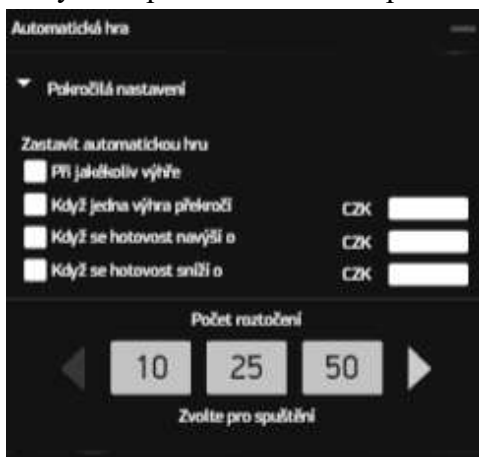 Automatická hra
Pokročilá nastavení
Zastavit automatickou hru
Při jakékoliv výhře
Když jedna výhra překročí CZK
Když se hotovost navýší o CZK
Když se hotovost sníží o CZK
Počet roztočení
10 25 50
Zvolte pro spuštění